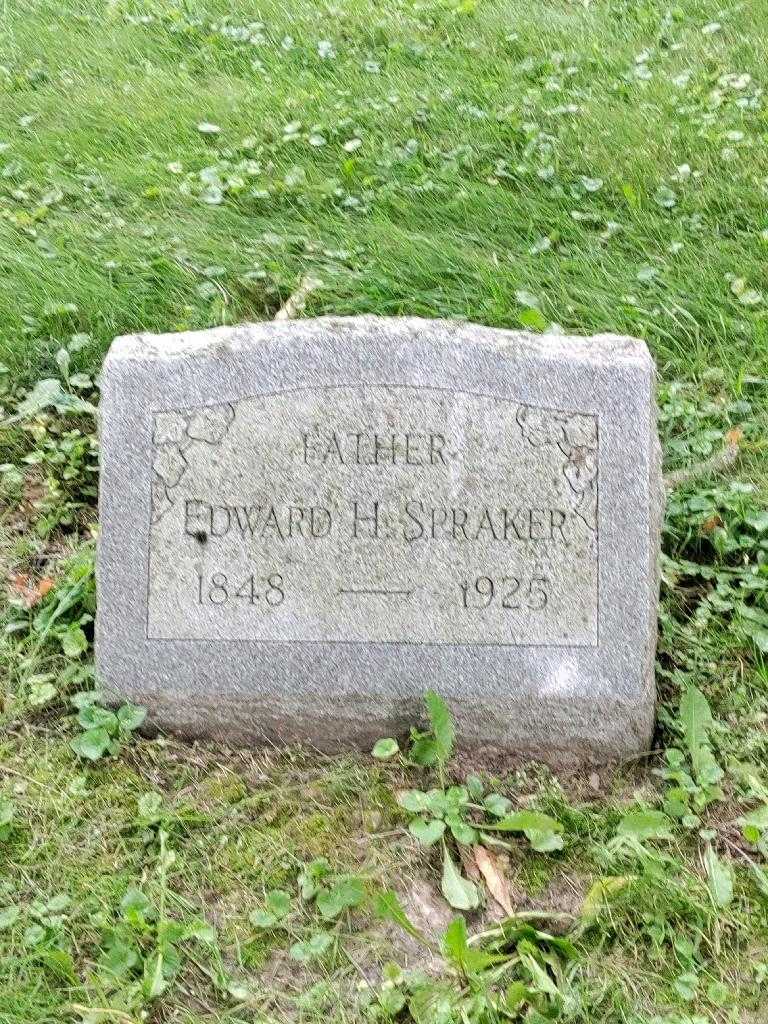 FATHER
EDWARD H. SPRAKER
1848 — 1925